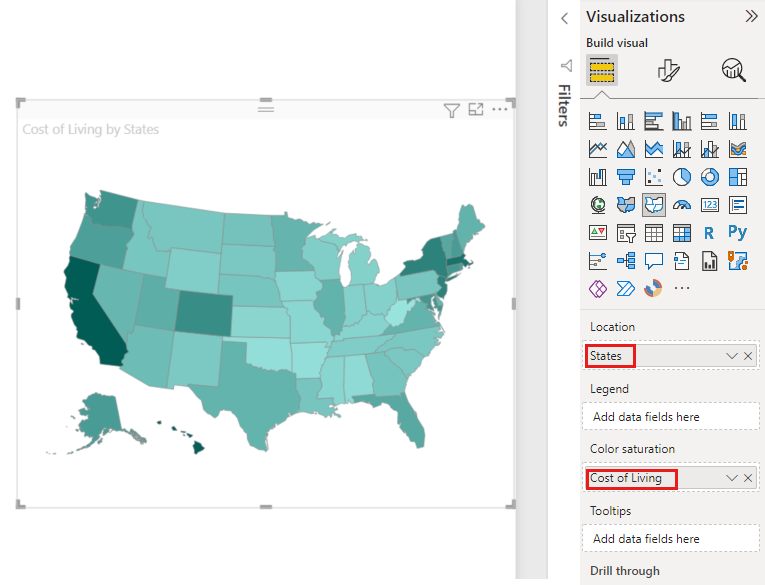 Visualizations
Build visual
Filters
Cost of Living by States
123
R
Py
Location
States
Legend
Add data fields here
Color saturation
Cost of Living
Tooltips
Add data fields here
Drill through